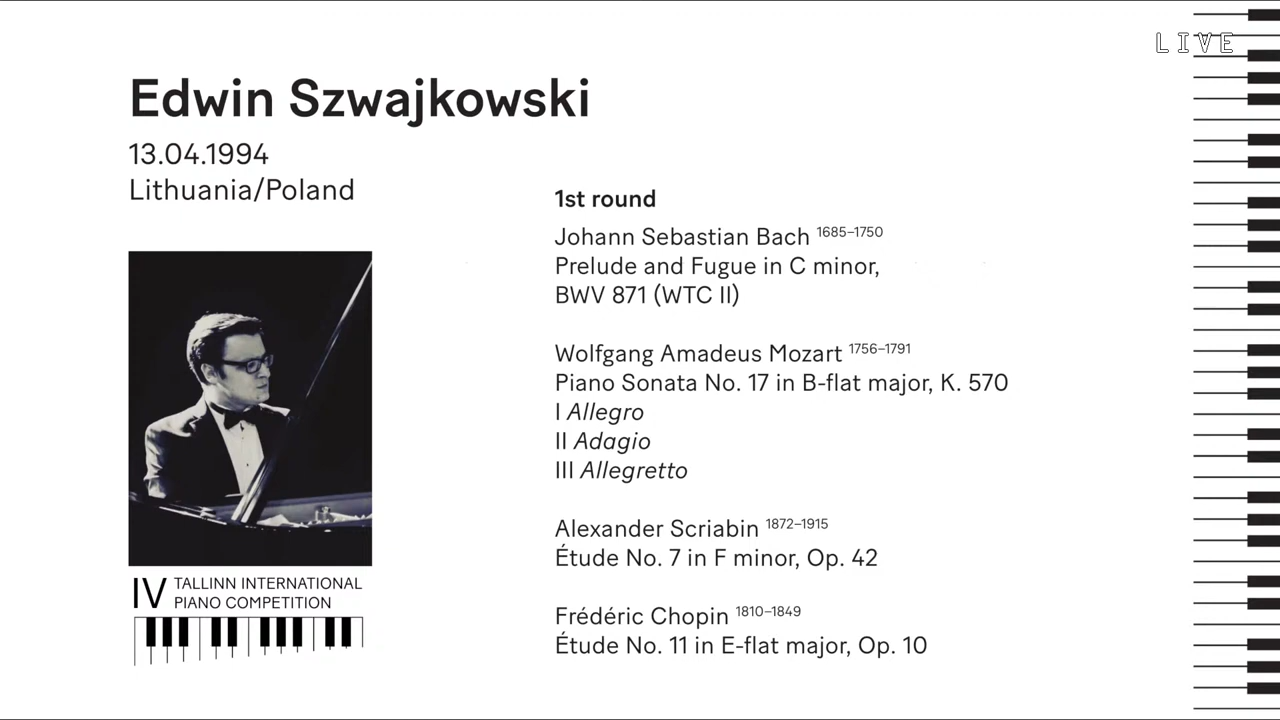 LIVE
Edwin Szwajkowski
13.04.1994
Lithuania/Poland
1st round
Johann Sebastian Bach 1685–1750
Prelude and Fugue in C minor,
BWV 871 (WTC II)
Wolfgang Amadeus Mozart 1756–1791
Piano Sonata No. 17 in B-flat major, K. 570
I Allegro
II Adagio
III Allegretto
Alexander Scriabin 1872–1915
Étude No. 7 in F minor, Op. 42
Frédéric Chopin 1810–1849
Étude No. 11 in E-flat major, Op. 10
IV TALLINN INTERNATIONAL
PIANO COMPETITION